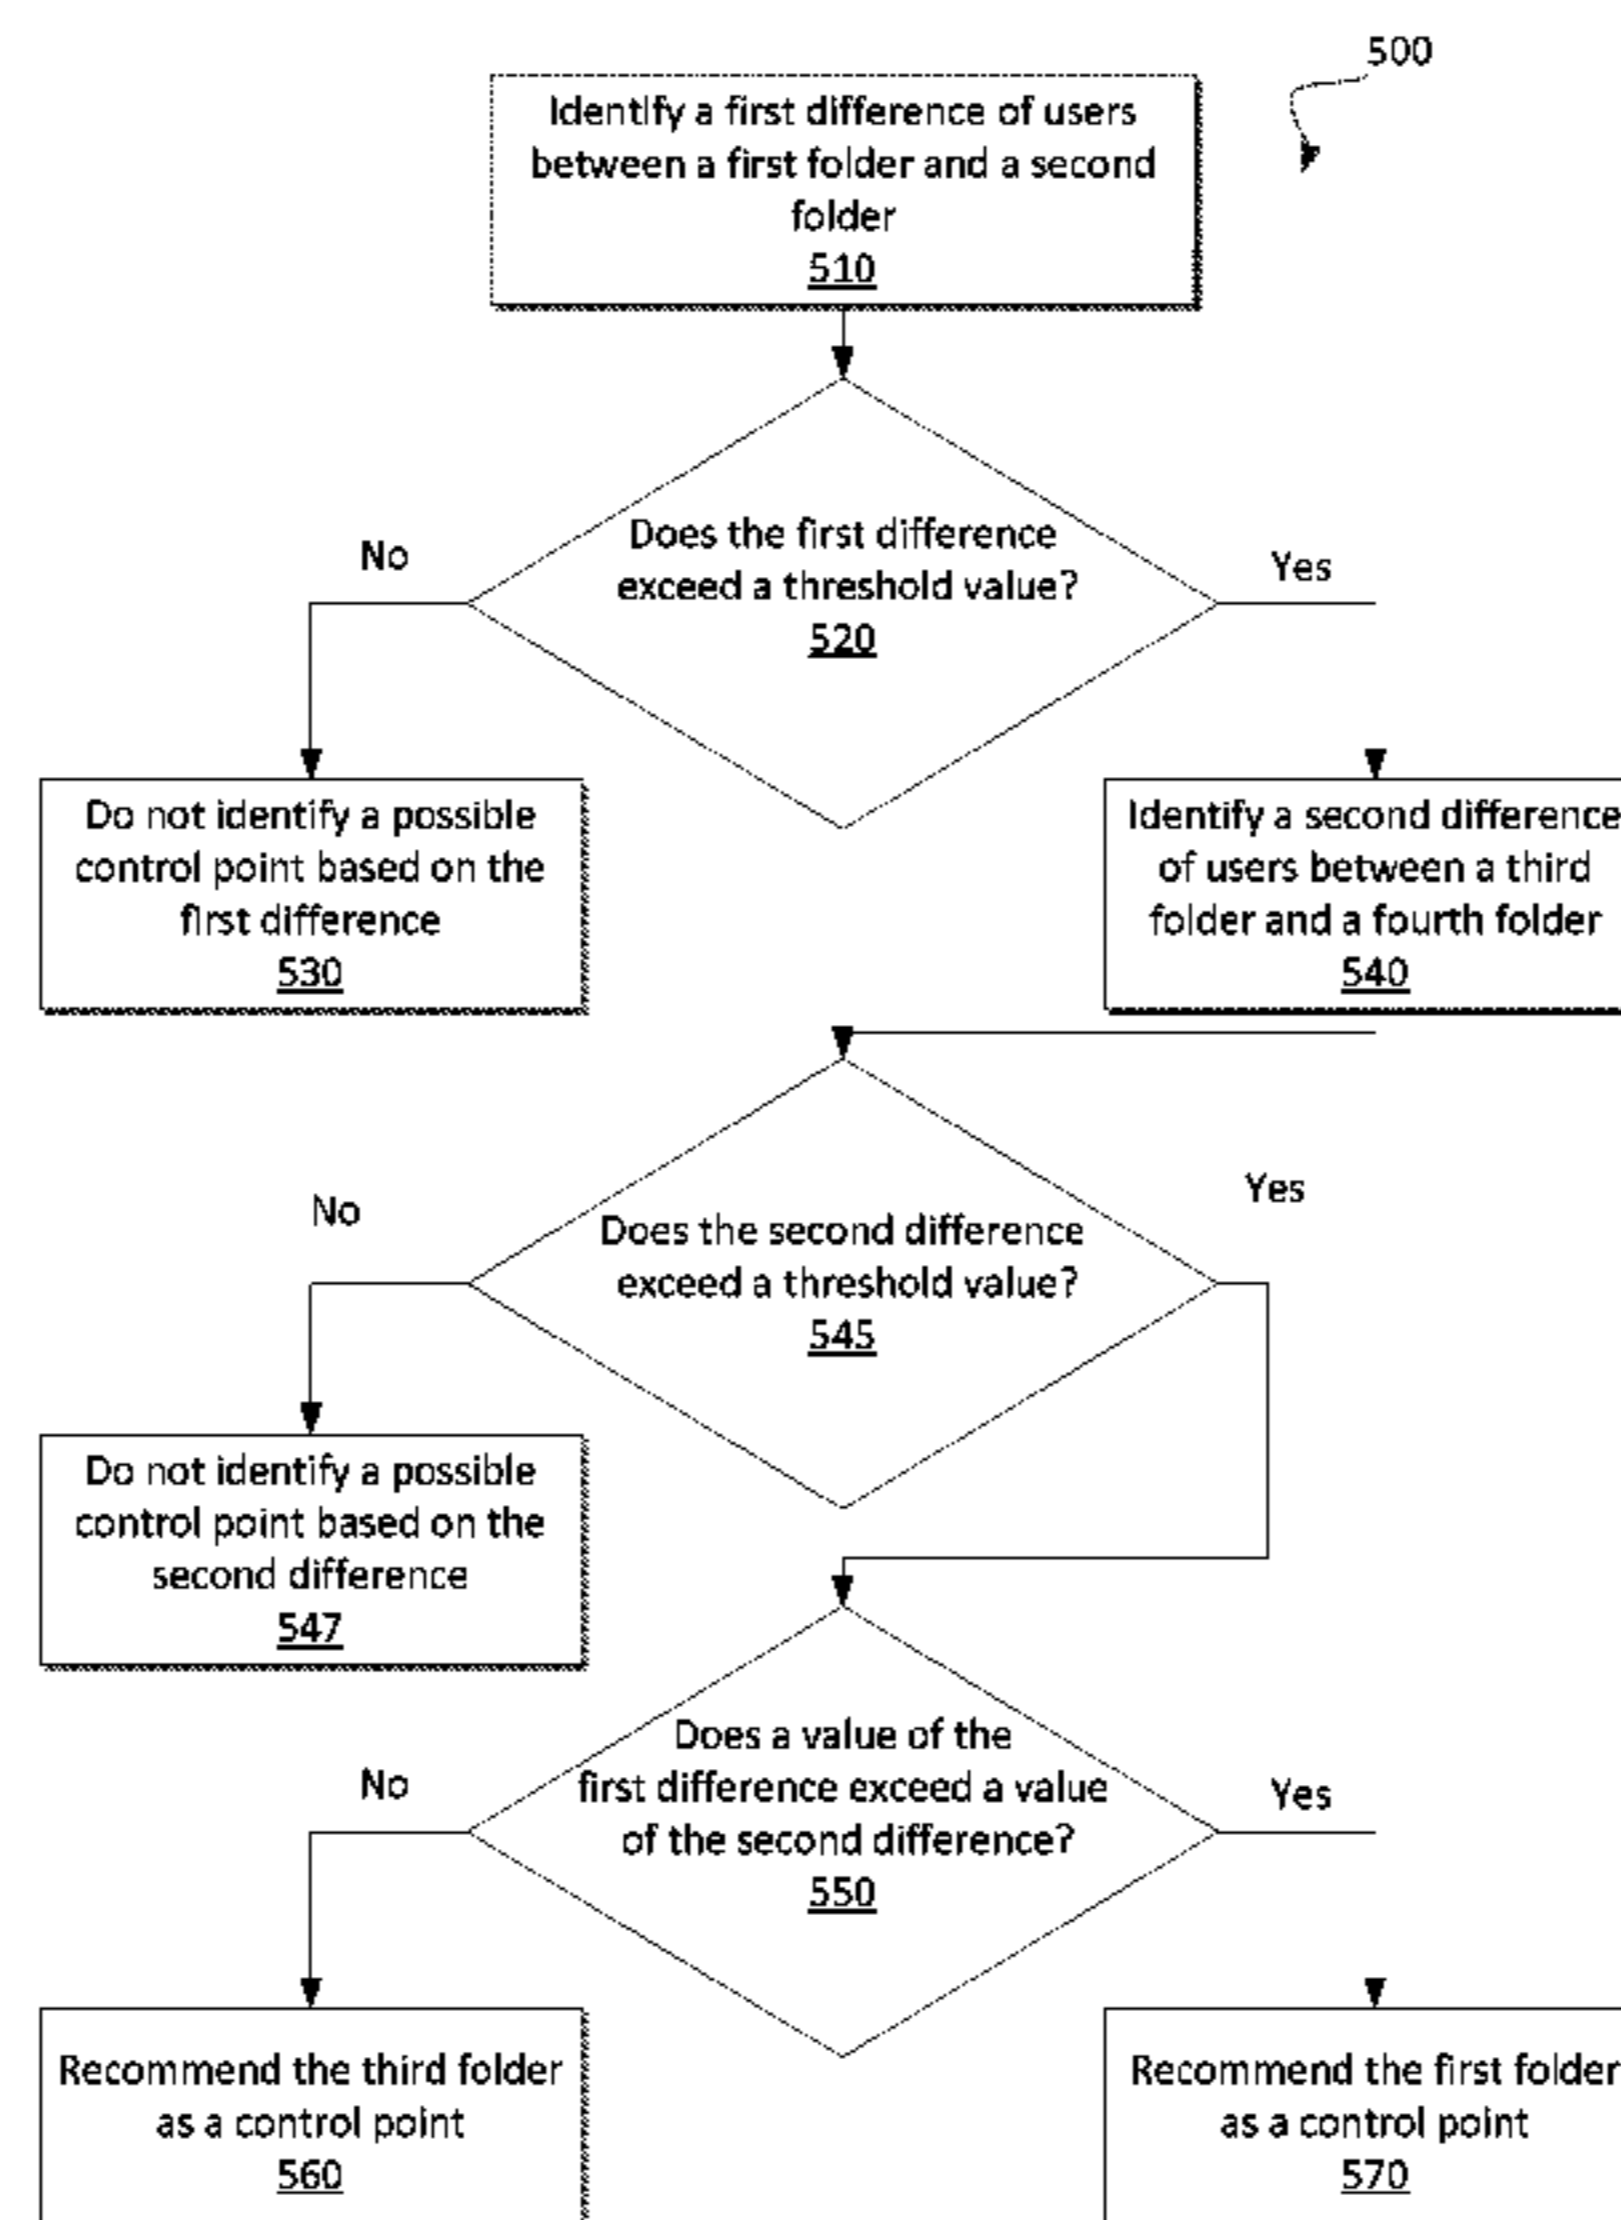 500
Identify a first difference of users
between a first folder and a second
folder
510
Does the first difference
exceed a threshold value?
520
No
Yes
Do not identify a possible
control point based on the
first difference
530
Identify a second difference
of users between a third
folder and a fourth folder
540
Does the second difference
exceed a threshold value?
545
No
Yes
Do not identify a possible
control point based on the
second difference
547
Does a value of the
first difference exceed a value
of the second difference?
550
No
Yes
Recommend the third folder
as a control point
560
Recommend the first folder
as a control point
570